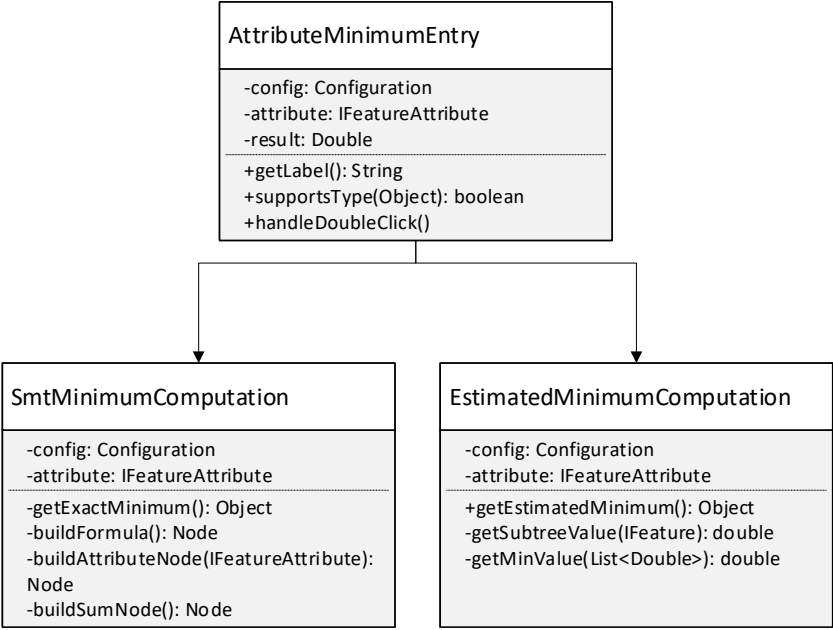 AttributeMinimumEntry
-config: Configuration
-attribute: IFeatureAttribute
-result: Double
+getLabel(): String
+supportsType(Object): boolean
+handleDoubleClick()
SmtMinimumComputation
-config: Configuration
-attribute: IFeatureAttribute
-getExactMinimum(): Object
-buildFormula(): Node
-buildAttributeNode(IFeatureAttribute):
Node
-buildSumNode(): Node
EstimatedMinimumComputation
-config: Configuration
-attribute: IFeatureAttribute
+getEstimatedMinimum(): Object
-getSubtreeValue(IFeature): double
-getMinValue(List<Double>): double